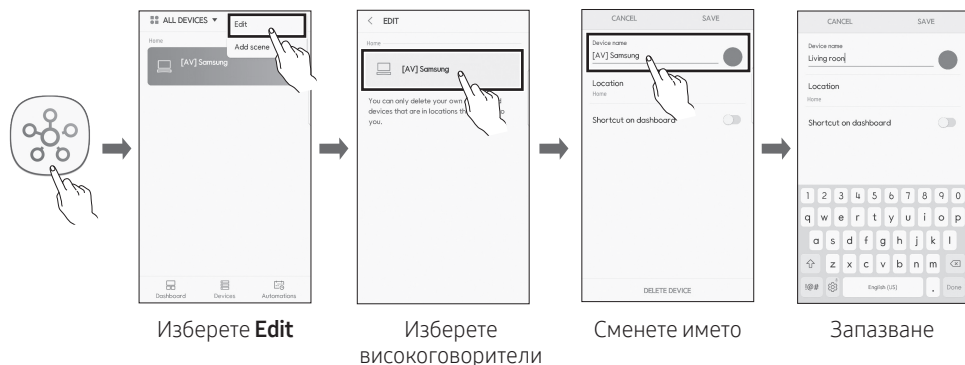 ALL DEVICES ▼
Edit
Home
Add scene
[AV] Samsung
Dashboard
Devices
Automations
Изберете Edit
< EDIT
Home
[AV] Samsung
You can only delete your own
devices that are in locations
you.
Изберете
високоговорители
CANCEL SAVE
Device name
[AV] Samsung
Location
Home
Shortcut on dashboard
DELETE DEVICE
Сменете името
CANCEL SAVE
Device name
Living roon
Location
Home
Shortcut on dashboard
1 2 3 4 5 6 7 8 9 0
q w e r t y u i o p
a s d f g h j k l
z x c v b n m
!@# English (US) . Done
Запазване